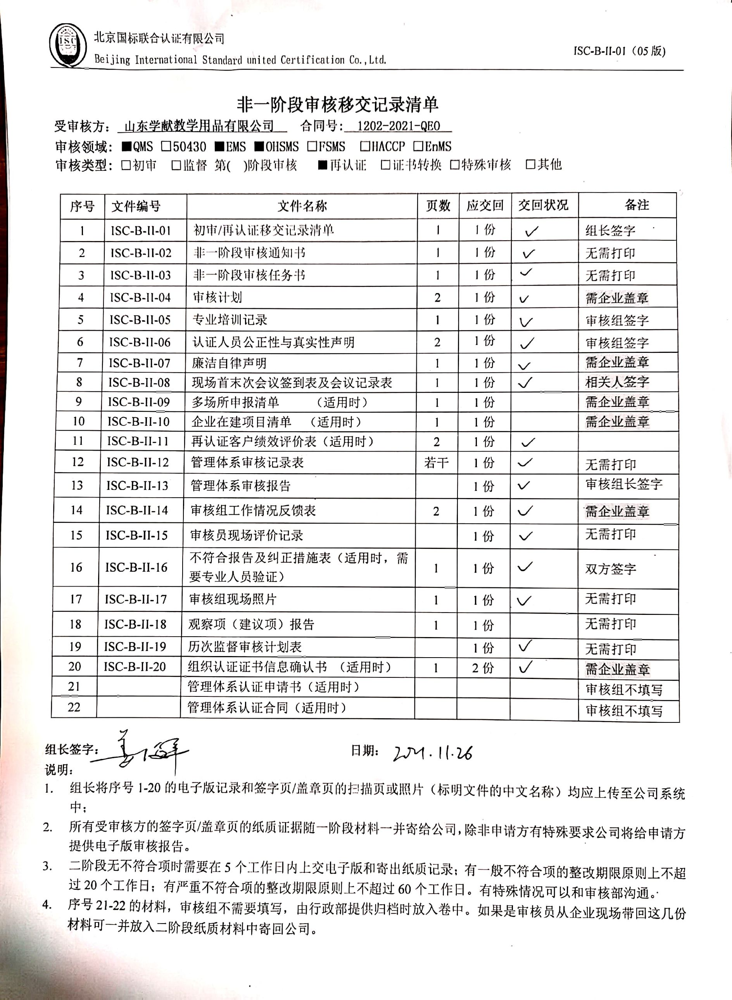 ISC
北京国标联合认证有限公司
Beijing International Standard united Certification Co.,Ltd.
ISC-B-II-01（05版）
非一阶段审核移交记录清单
受审核方： 山东学献教学用品有限公司 合同号： 1202-2021-QEO
审核领域：■QMS □50430 ■EMS ■OHSMS □FSMS □HACCP □EnMS
审核类型：□初审 □监督 第( )阶段审核 ■再认证 □证书转换 □特殊审核 □其他
序号 文件编号 文件名称 页数 应交回 交回状况 备注
1 ISC-B-II-01 初审/再认证移交记录清单 1 1份 ✓ 组长签字
2 ISC-B-II-02 非一阶段审核通知书 1 1份 ✓ 无需打印
3 ISC-B-II-03 非一阶段审核任务书 1 1份 ✓ 无需打印
4 ISC-B-II-04 审核计划 2 1份 ✓ 需企业盖章
5 ISC-B-II-05 专业培训记录 1 1份 ✓ 审核组签字
6 ISC-B-II-06 认证人员公正性与真实性声明 2 1份 ✓ 审核组签字
7 ISC-B-II-07 廉洁自律声明 1 1份 ✓ 需企业盖章
8 ISC-B-II-08 现场首末次会议签到表及会议记录表 1 1份 ✓ 相关人签字
9 ISC-B-II-09 多场所申报清单 （适用时） 1 1份 需企业盖章
10 ISC-B-II-10 企业在建项目清单 （适用时） 1 1份 需企业盖章
11 ISC-B-II-11 再认证客户绩效评价表（适用时） 2 1份 ✓
12 ISC-B-II-12 管理体系审核记录表 若干 1份 ✓ 无需打印
13 ISC-B-II-13 管理体系审核报告 1份 ✓ 审核组长签字
14 ISC-B-II-14 审核组工作情况反馈表 2 1份 ✓ 需企业盖章
15 ISC-B-II-15 审核员现场评价记录 1份 ✓ 无需打印
16 ISC-B-II-16 不符合报告及纠正措施表（适用时，需
要专业人员验证） 1 1份 ✓ 双方签字
17 ISC-B-II-17 审核组现场照片 1 1份 ✓ 无需打印
18 ISC-B-II-18 观察项（建议项）报告 1 1份 无需打印
19 ISC-B-II-19 历次监督审核计划表 1份 ✓ 无需打印
20 ISC-B-II-20 组织认证证书信息确认书 （适用时） 1 2份 ✓ 需企业盖章
21 管理体系认证申请书（适用时） 审核组不填写
22 管理体系认证合同（适用时） 审核组不填写
组长签字： 日期： 2021.11.26
说明：
1. 组长将序号 1-20 的电子版记录和签字页/盖章页的扫描页或照片（标明文件的中文名称）均应上传至公司系统
中；
2. 所有受审核方的签字页/盖章页的纸质证据随一阶段材料一并寄给公司，除非申请方有特殊要求公司将给申请方
提供电子版审核报告。
3. 二阶段无不符合项时需要在 5 个工作日内上交电子版和寄出纸质记录；有一般不符合项的整改期限原则上不超
过 20 个工作日；有严重不符合项的整改期限原则上不超过 60 个工作日。有特殊情况可以和审核部沟通。
4. 序号 21-22 的材料，审核组不需要填写，由行政部提供归档时放入卷中。如果是审核员从企业现场带回这几份
材料可一并放入二阶段纸质材料中寄回公司。